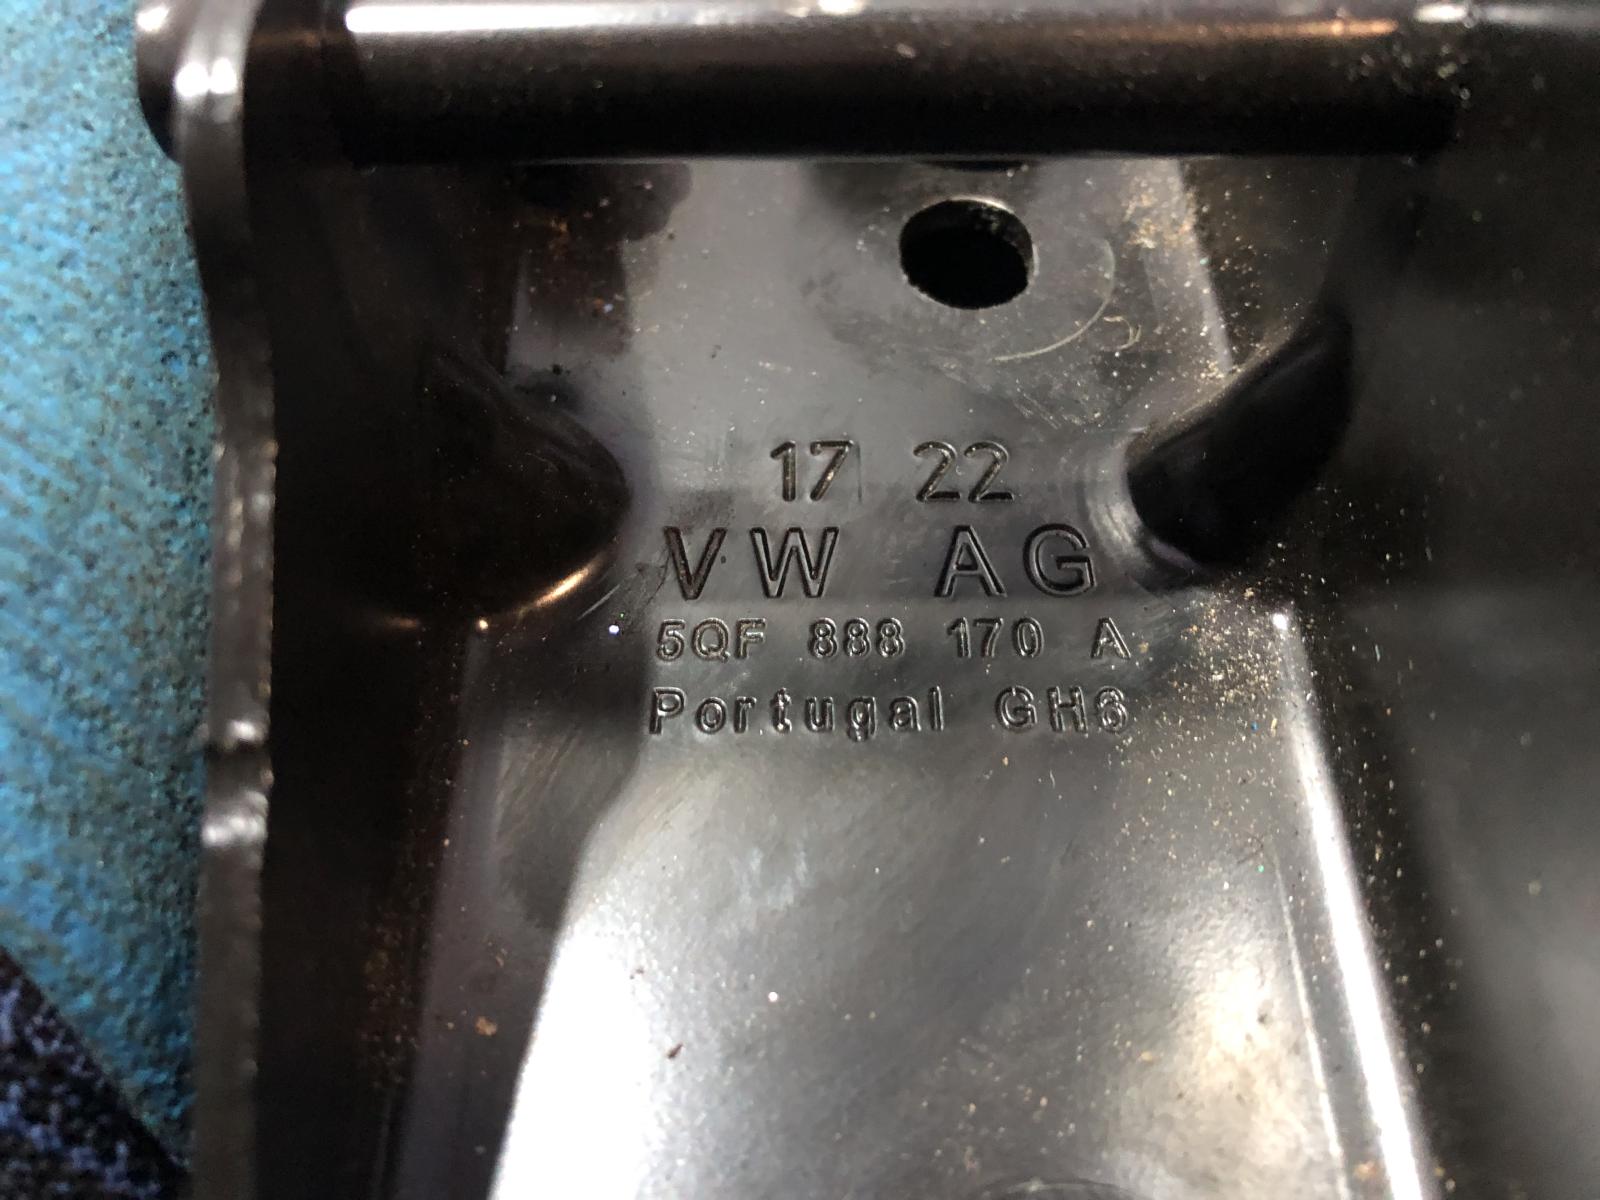 17 22
VW AG
5QF 888 170 A
Portugal GH6